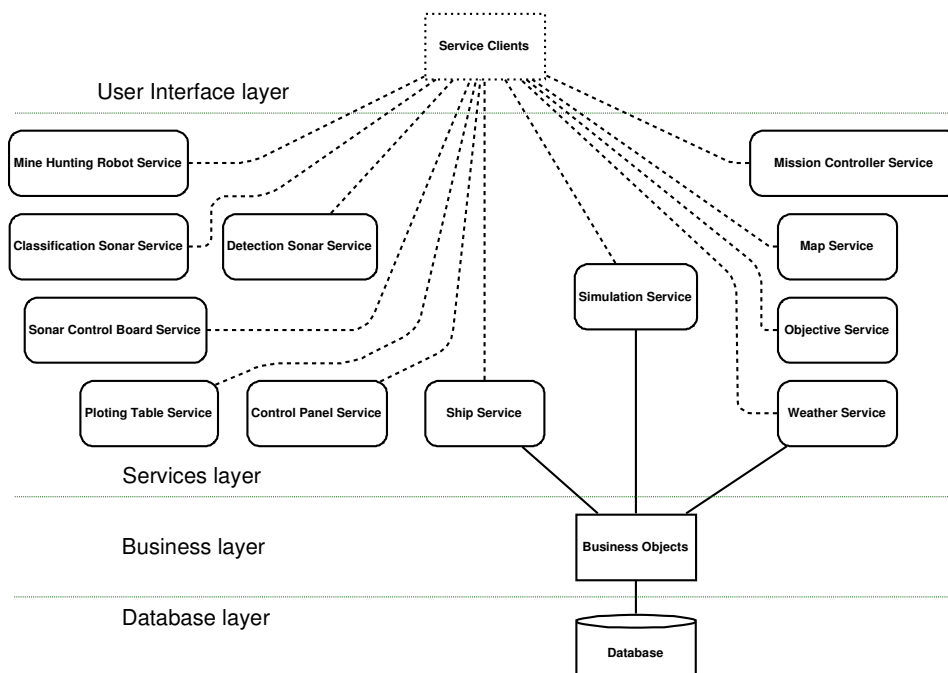 Service Clients
User Interface layer
Mine Hunting Robot Service
Mission Controller Service
Classification Sonar Service
Detection Sonar Service
Map Service
Simulation Service
Sonar Control Board Service
Objective Service
Ploting Table Service
Control Panel Service
Ship Service
Weather Service
Services layer
Business layer
Business Objects
Database layer
Database